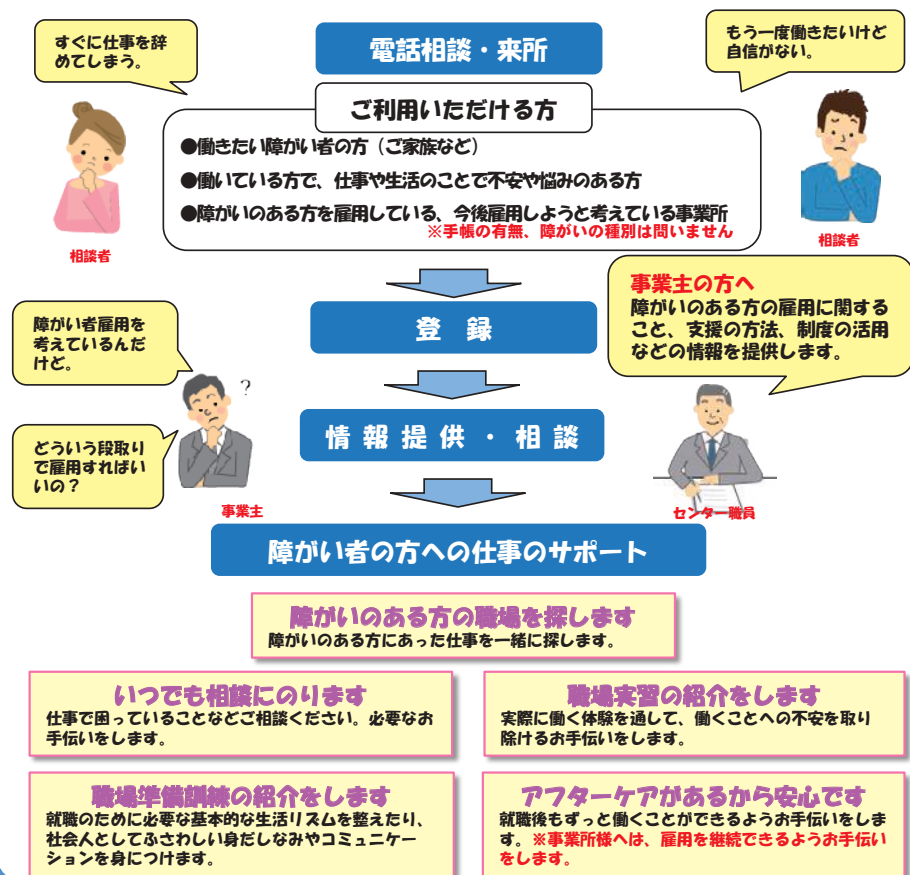 すぐに仕事を辞
めてしまう。
電話相談・来所
もう一度働きたいけど
自信がない。
ご利用いただける方
●働きたい障がい者の方（ご家族など）
●働いている方で、仕事や生活のことで不安や悩みのある方
●障がいのある方を雇用している、今後雇用しようと考えている事業所
※手帳の有無、障がいの種別は問いません
相談者
相談者
事業主の方へ
障がいのある方の雇用に関する
こと、支援の方法、制度の活用
などの情報を提供します。
登 録
障がい者雇用を
考えているんだ
けど。
?
情 報 提 供 ・ 相 談
どういう段取り
で雇用すればい
いの？
事業主
センター職員
障がい者の方への仕事のサポート
障がいのある方の職場を探します
障がいのある方にあった仕事を一緒に探します。
いつでも相談にのります
仕事で困っていることなどご相談ください。必要なお
手伝いをします。
職場実習の紹介をします
実際に働く体験を通して、働くことへの不安を取り
除けるお手伝いをします。
職場準備訓練の紹介をします
就職のために必要な基本的な生活リズムを整えたり、
社会人としてふさわしい身だしなみやコミュニケー
ションを身につけます。
アフターケアがあるから安心です
就職後もずっと働くことができるようお手伝いをしま
す。※事業所様へは、雇用を継続できるようお手伝い
をします。